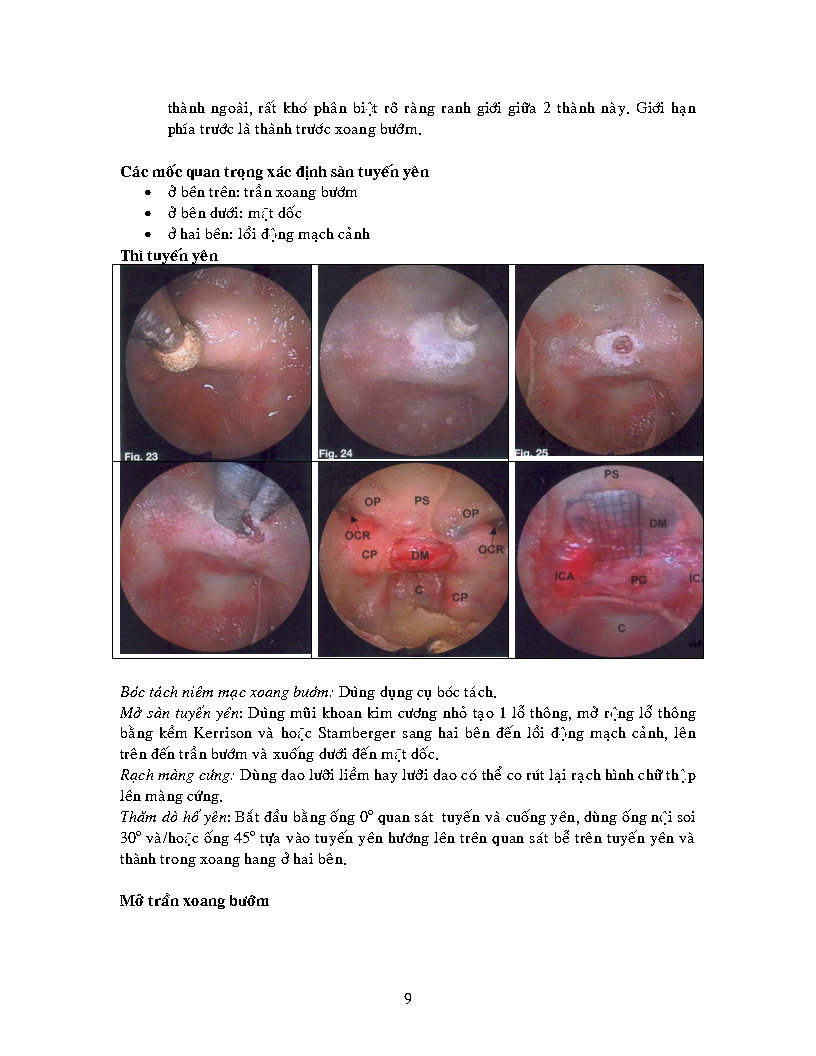 thành ngoài, rất khó phân biệt rõ ràng ranh giới giữa 2 thành này. Giới hạn
phía trước là thành trước xoang bướm.
Các mốc quan trọng xác định sàn tuyến yên
• ở bên trên: trần xoang bướm
• ở bên dưới: mặt dốc
• ở hai bên: lồi động mạch cảnh
Thì tuyến yên
Fig. 23
Fig. 24
Fig. 25
OP PS OP
OCR OCR
CP DM
C CP
PS
DM
ICA PG ICA
C
Bóc tách niêm mạc xoang bướm: Dùng dụng cụ bóc tách.
Mở sàn tuyến yên: Dùng mũi khoan kim cương nhỏ tạo 1 lỗ thông, mở rộng lỗ thông
bằng kềm Kerrison và hoặc Stamberger sang hai bên đến lồi động mạch cảnh, lên
trên đến trần bướm và xuống dưới đến mặt dốc.
Rạch màng cứng: Dùng dao lưỡi liềm hay lưỡi dao có thể co rút lại rạch hình chữ thập
lên màng cứng.
Thăm dò hố yên: Bắt đầu bằng ống 0° quan sát tuyến và cuống yên, dùng ống nội soi
30° và/hoặc ống 45° tựa vào tuyến yên hướng lên trên quan sát bể trên tuyến yên và
thành trong xoang hang ở hai bên.
Mở trần xoang bướm
9